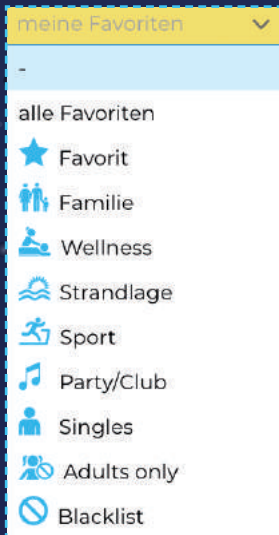 meine Favoriten
-
alle Favoriten
Favorit
Familie
Wellness
Strandlage
Sport
Party/Club
Singles
Adults only
Blacklist